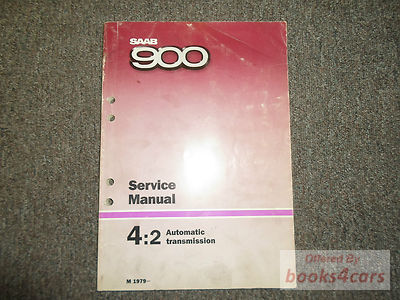 SAAB
900
Service
Manual
4:2 Automatic
transmission
M 1979–
Offered By
books4cars